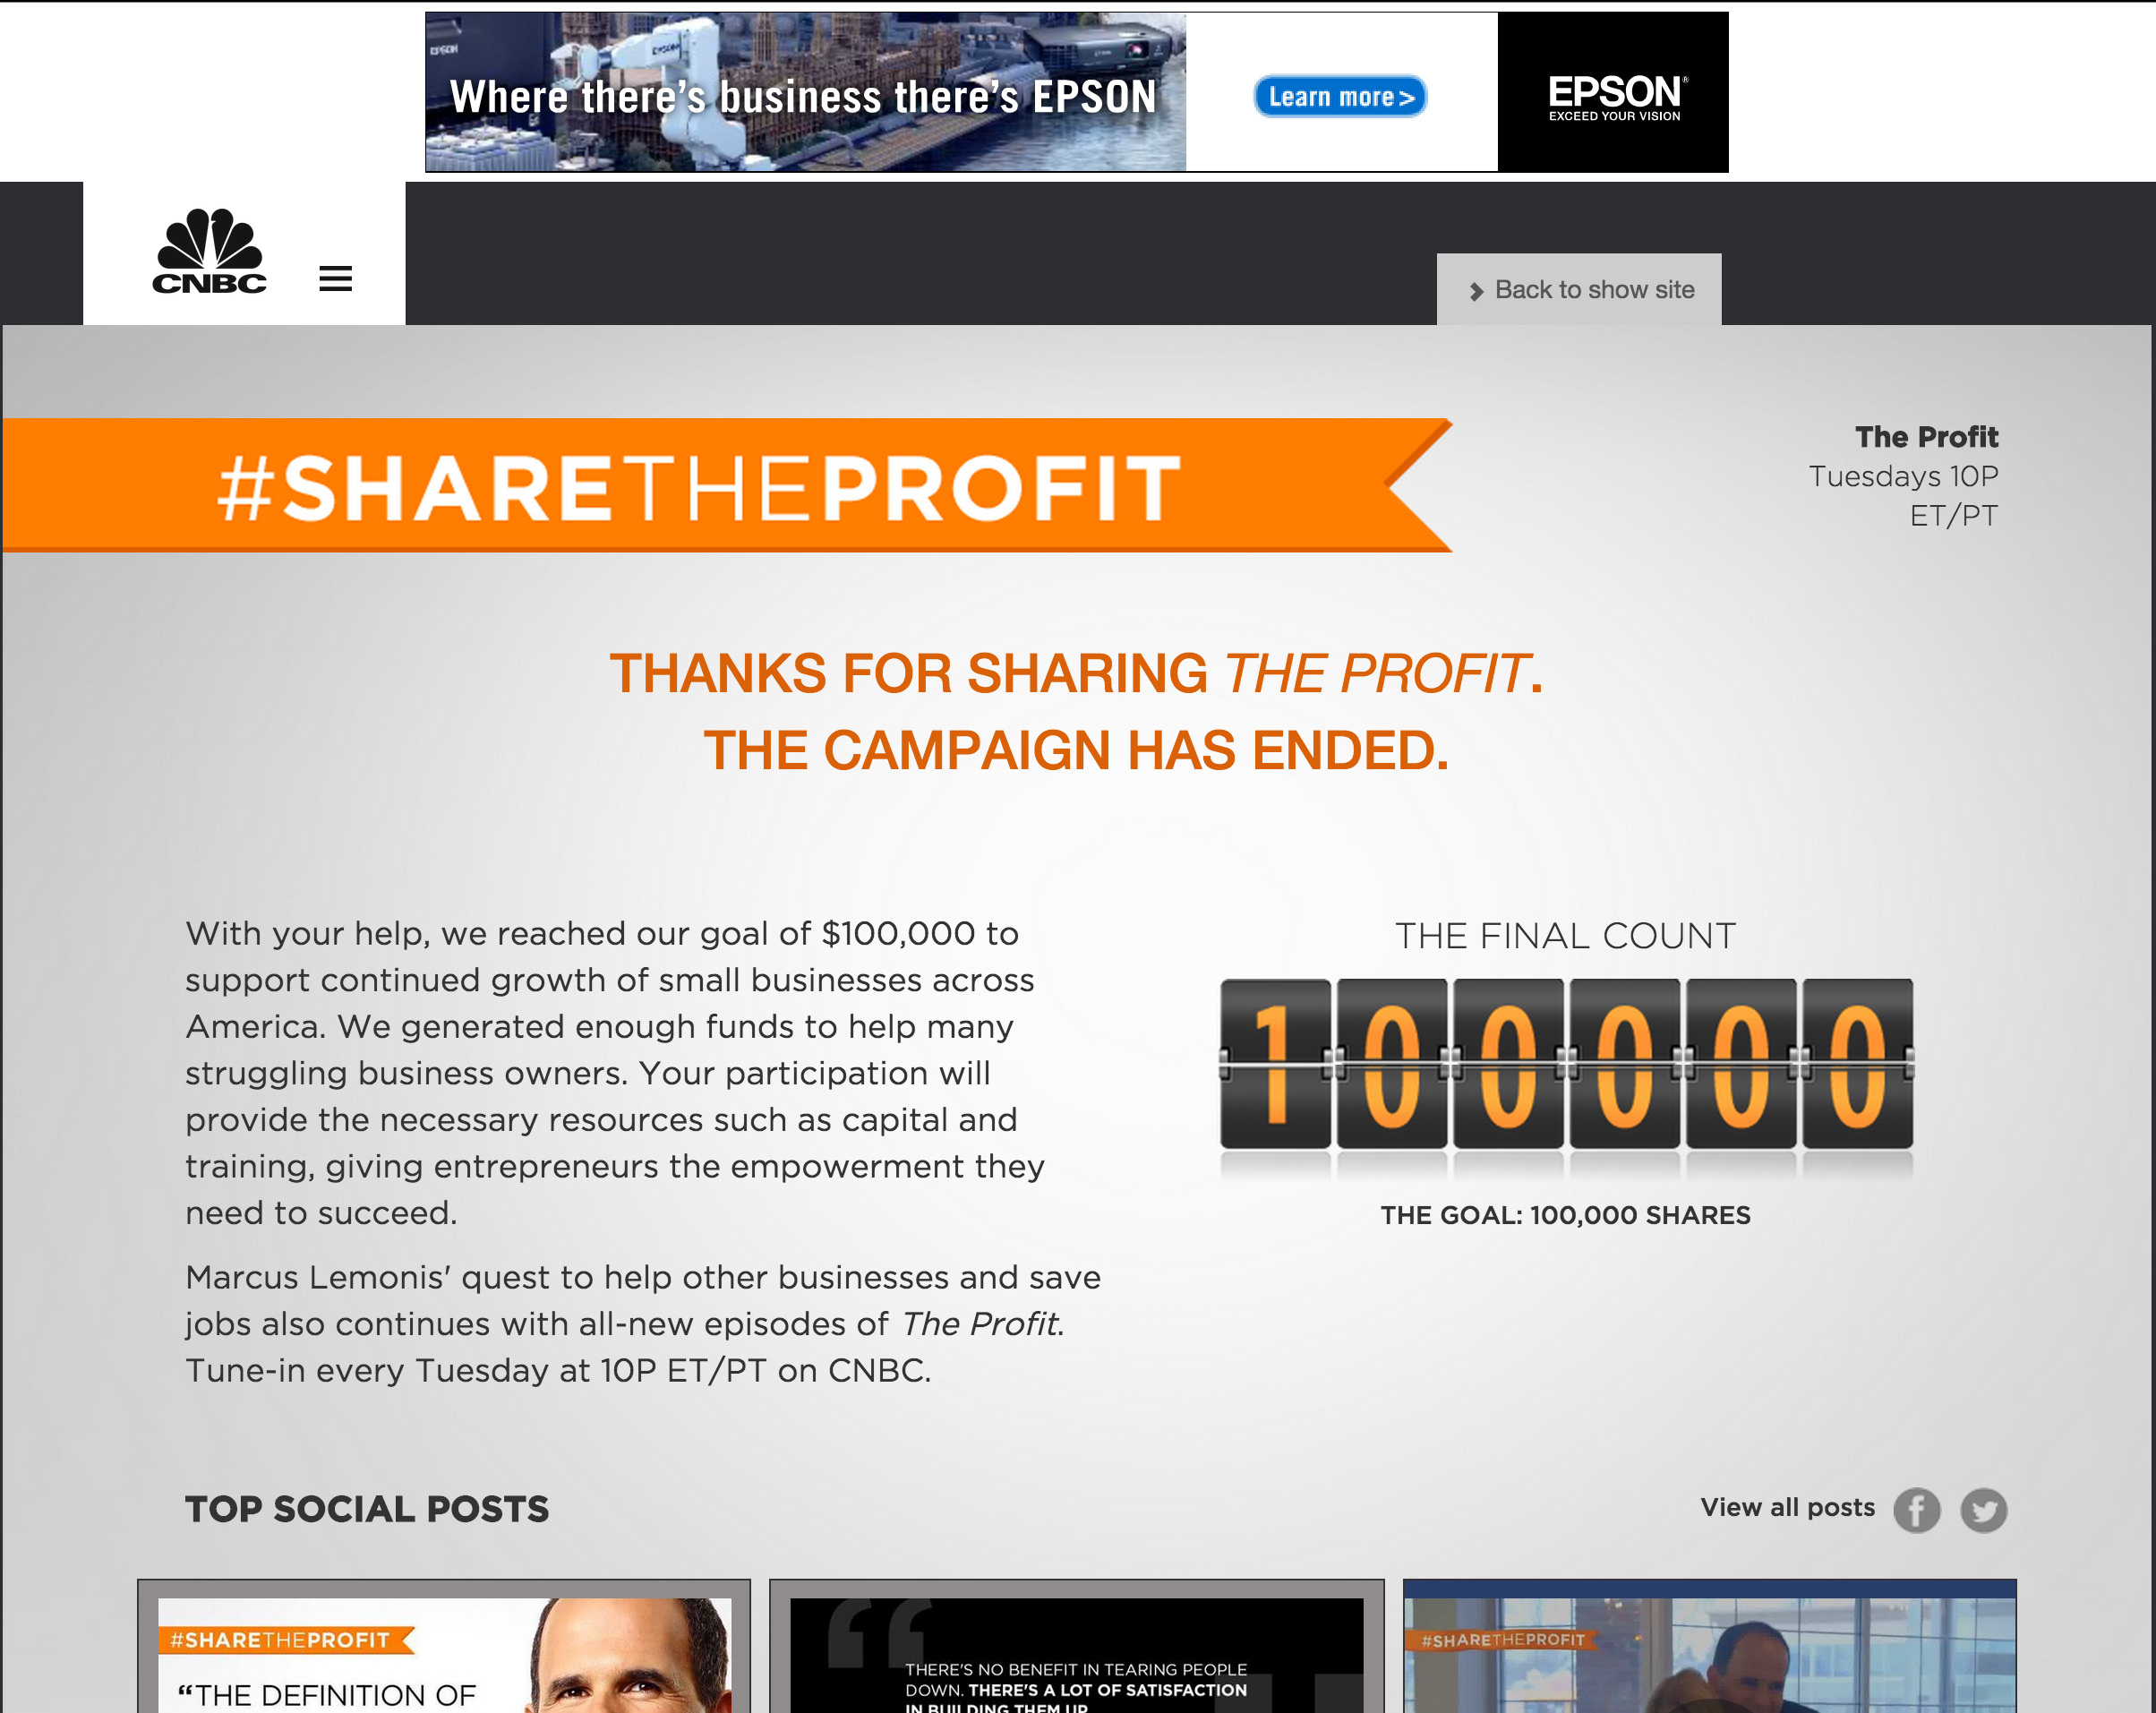 EPSON
EPSON
Where there's business there's EPSON
Learn more >
EPSON®
EXCEED YOUR VISION
CNBC
Back to show site
#SHARETHEPROFIT
The Profit
Tuesdays 10P
ET/PT
THANKS FOR SHARING THE PROFIT.
THE CAMPAIGN HAS ENDED.
With your help, we reached our goal of $100,000 to
support continued growth of small businesses across
America. We generated enough funds to help many
struggling business owners. Your participation will
provide the necessary resources such as capital and
training, giving entrepreneurs the empowerment they
need to succeed.
Marcus Lemonis' quest to help other businesses and save
jobs also continues with all-new episodes of The Profit.
Tune-in every Tuesday at 10P ET/PT on CNBC.
THE FINAL COUNT
100000
THE GOAL: 100,000 SHARES
TOP SOCIAL POSTS
View all posts
#SHARETHEPROFIT
“THE DEFINITION OF
THERE'S NO BENEFIT IN TEARING PEOPLE
DOWN. THERE'S A LOT OF SATISFACTION
IN BUILDING THEM UP
#SHARETHEPROFIT